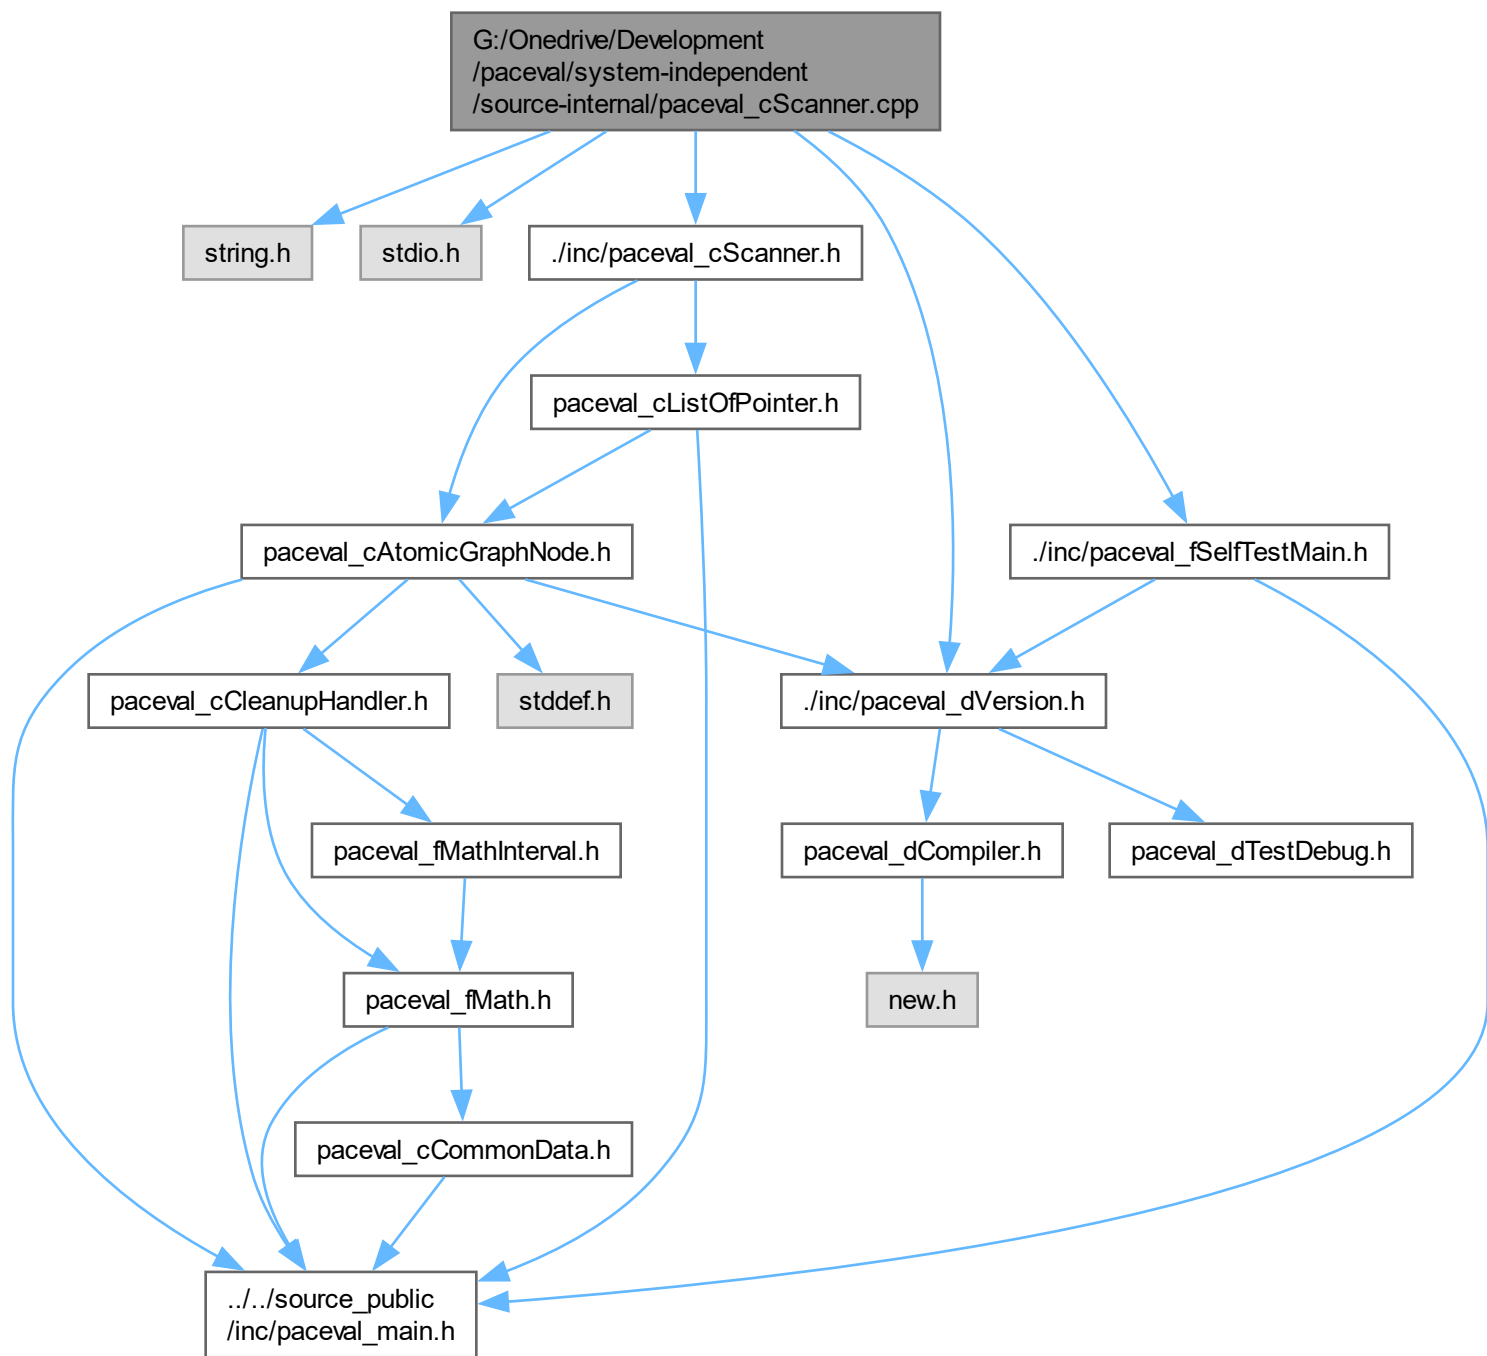 G:/Onedrive/Development
/paceval/system-independent
/source-internal/paceval_cScanner.cpp
string.h
stdio.h
./inc/paceval_cScanner.h
paceval_cListOfPointer.h
paceval_cAtomicGraphNode.h
./inc/paceval_fSelfTestMain.h
paceval_cCleanupHandler.h
stddef.h
./inc/paceval_dVersion.h
paceval_fMathInterval.h
paceval_dCompiler.h
paceval_dTestDebug.h
paceval_fMath.h
new.h
paceval_cCommonData.h
../../source_public
/inc/paceval_main.h